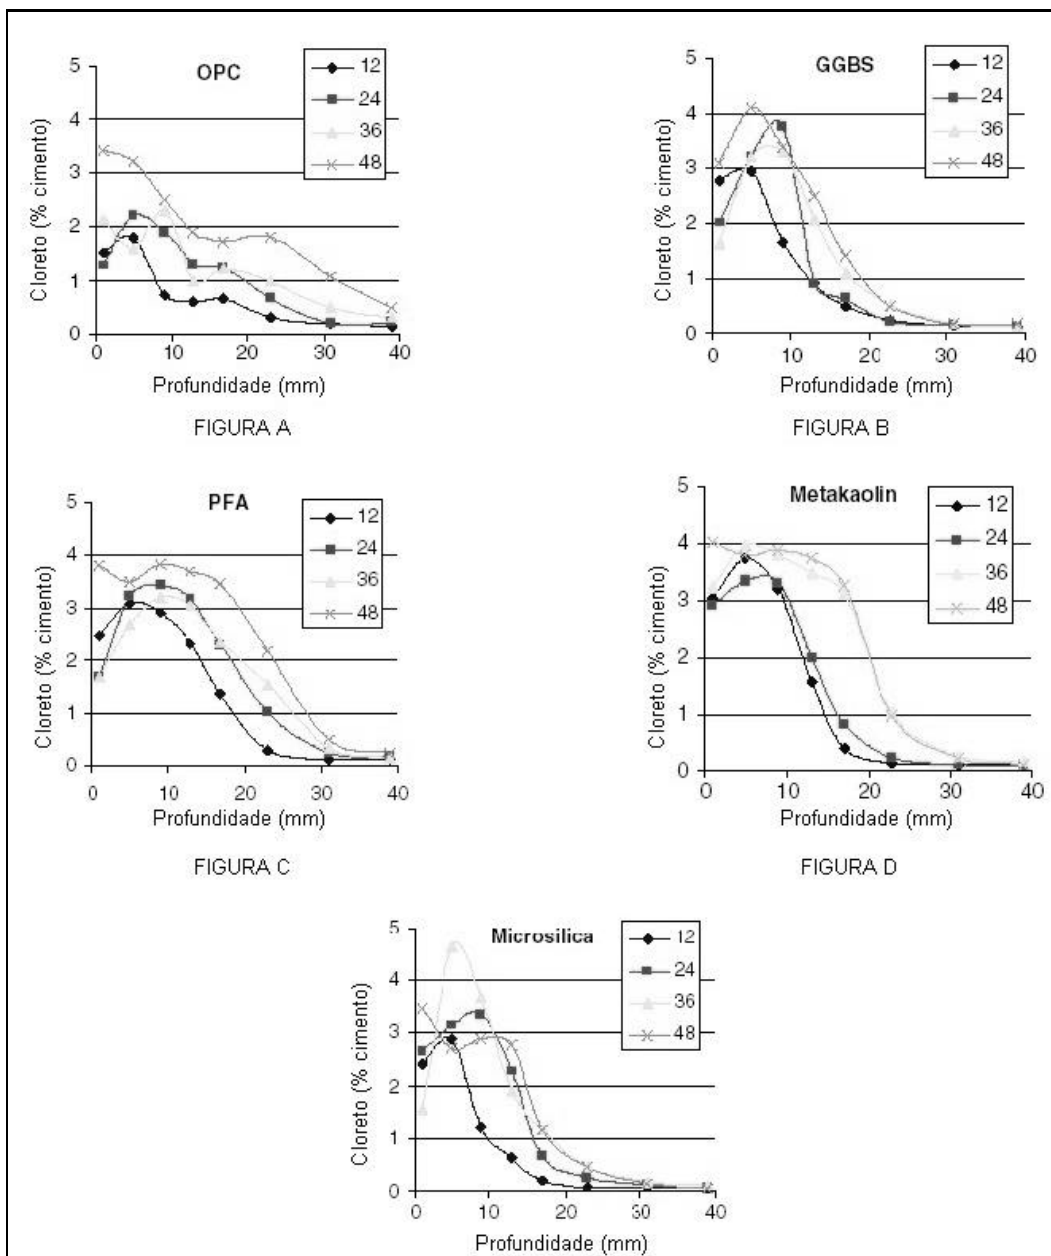 OPC
12
24
36
48
5
4
3
2
1
0
Cloreto (% cimento)
0 10 20 30 40
Profundidade (mm)
FIGURA A
GGBS
12
24
36
48
5
4
3
2
1
0
Cloreto (% cimento)
0 10 20 30 40
Profundidade (mm)
FIGURA B
PFA
12
24
36
48
5
4
3
2
1
0
Cloreto (% cimento)
0 10 20 30 40
Profundidade (mm)
FIGURA C
Metakaolin
12
24
36
48
5
4
3
2
1
0
Cloreto (% cimento)
0 10 20 30 40
Profundidade (mm)
FIGURA D
Microsilica
12
24
36
48
5
4
3
2
1
0
Cloreto (% cimento)
0 10 20 30 40
Profundidade (mm)